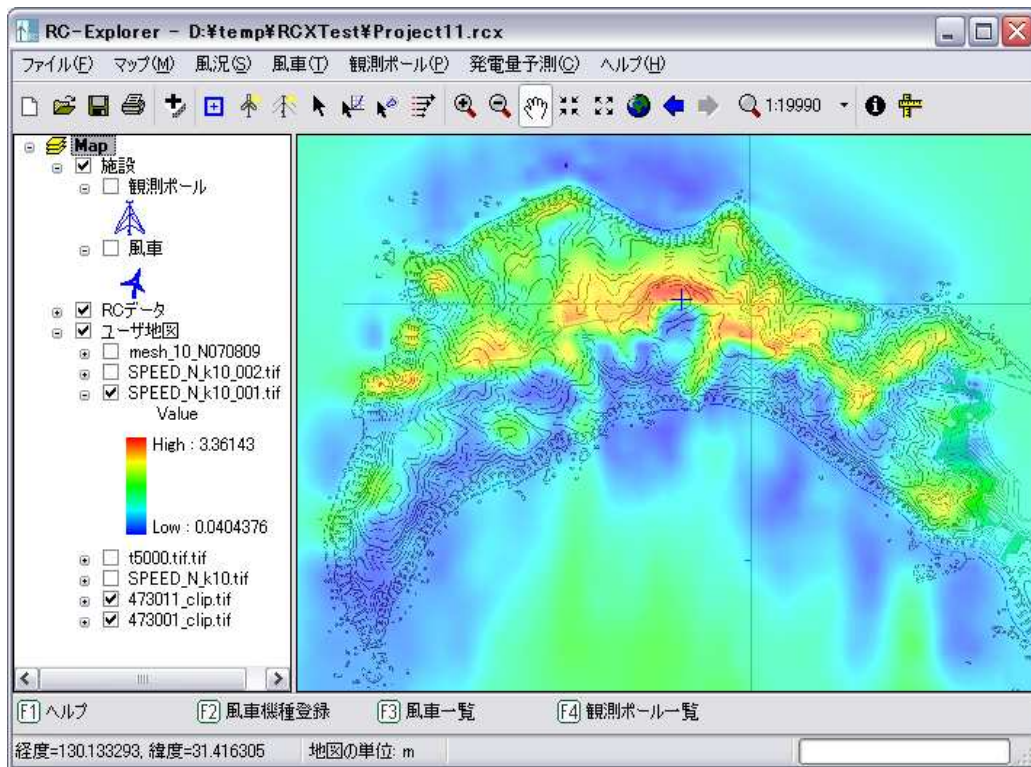 RC-Explorer - D:¥temp¥RCXTest¥Project11.rcx
ファイル(F) マップ(M) 風況(S) 風車(T) 観測ポール(P) 発電量予測(C) ヘルプ(H)
1:19990
Map
施設
観測ポール
風車
RCデータ
ユーザ地図
mesh_10_N070809
SPEED_N_k10_002.tif
SPEED_N_k10_001.tif
Value
High : 3.36143
Low : 0.0404376
t5000.tif.tif
SPEED_N_k10.tif
473011_clip.tif
473001_clip.tif
F1 ヘルプ F2 風車機種登録 F3 風車一覧 F4 観測ポール一覧
経度=130.133293, 緯度=31.416305 地図の単位: m